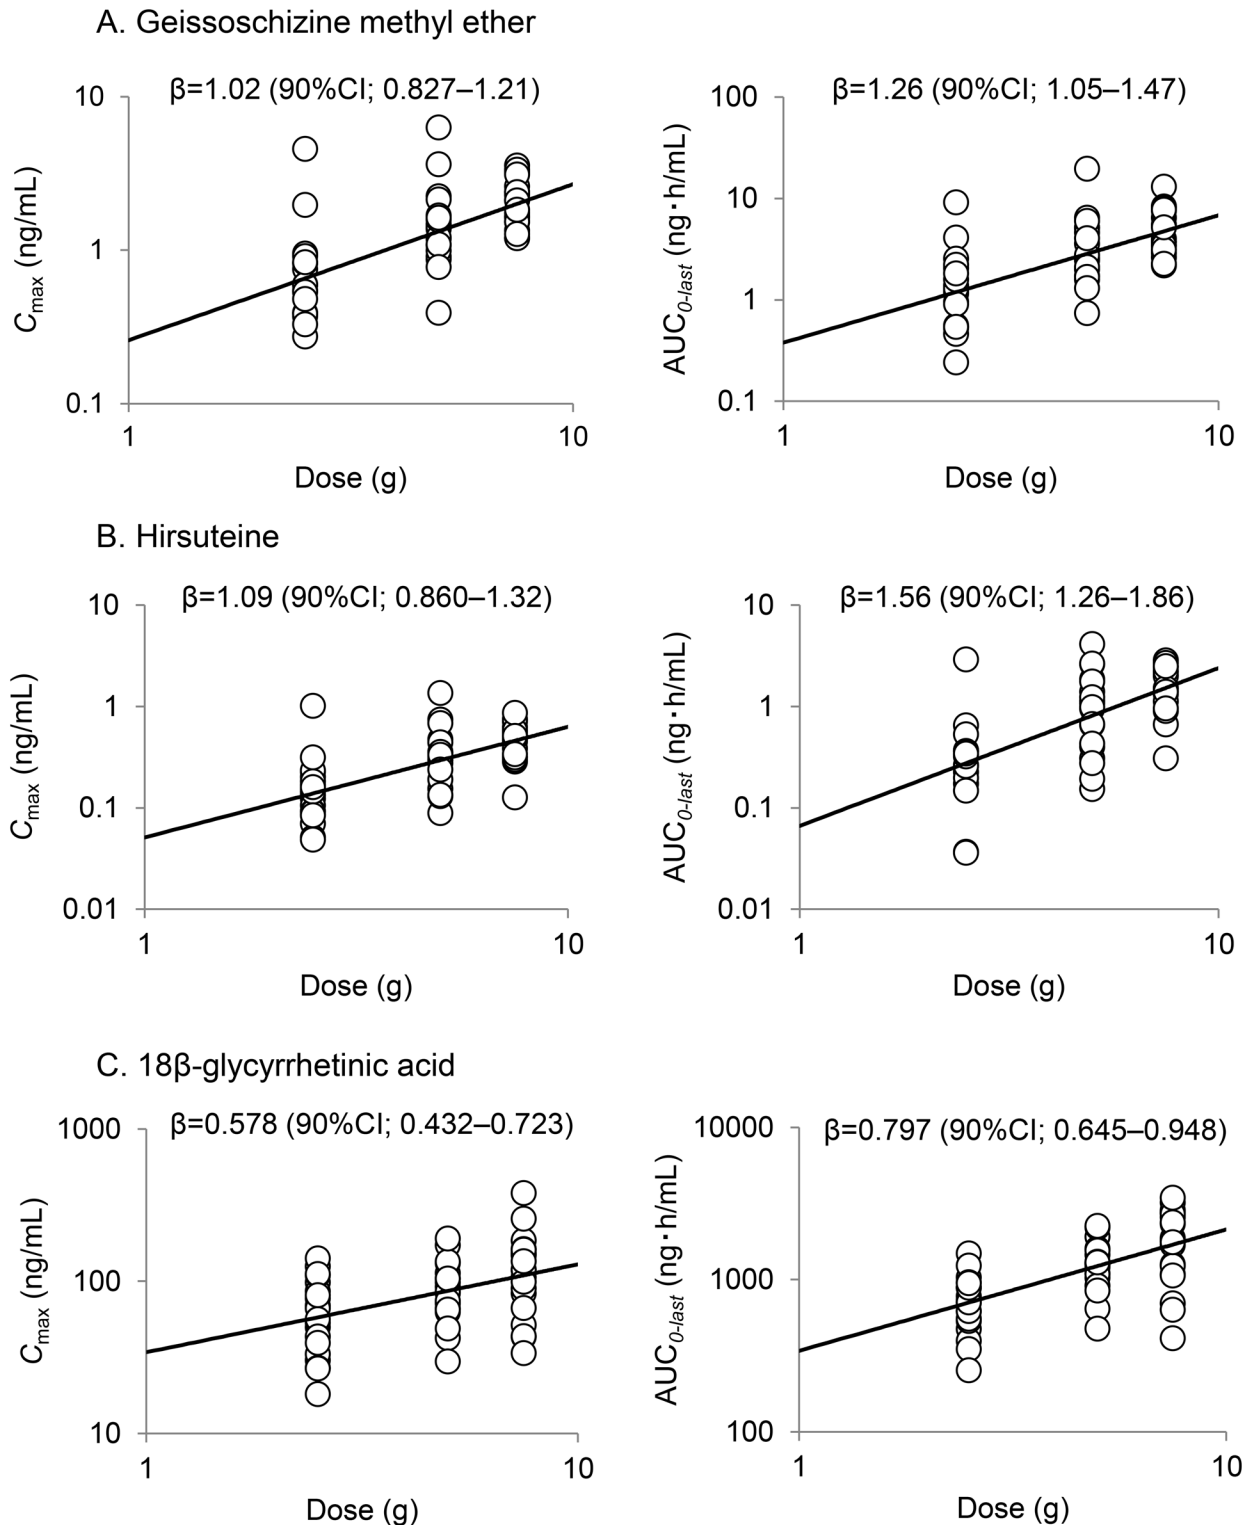 A. Geissoschizine methyl ether
β=1.02 (90%CI; 0.827–1.21)
10
1
0.1
Cmax (ng/mL)
1
10
Dose (g)
β=1.26 (90%CI; 1.05–1.47)
100
10
1
0.1
AUC0-last (ng·h/mL)
1
10
Dose (g)
B. Hirsuteine
β=1.09 (90%CI; 0.860–1.32)
10
1
0.1
0.01
Cmax (ng/mL)
1
10
Dose (g)
β=1.56 (90%CI; 1.26–1.86)
10
1
0.1
0.01
AUC0-last (ng·h/mL)
1
10
Dose (g)
C. 18β-glycyrrhetinic acid
β=0.578 (90%CI; 0.432–0.723)
1000
100
10
Cmax (ng/mL)
1
10
Dose (g)
β=0.797 (90%CI; 0.645–0.948)
10000
1000
100
AUC0-last (ng·h/mL)
1
10
Dose (g)